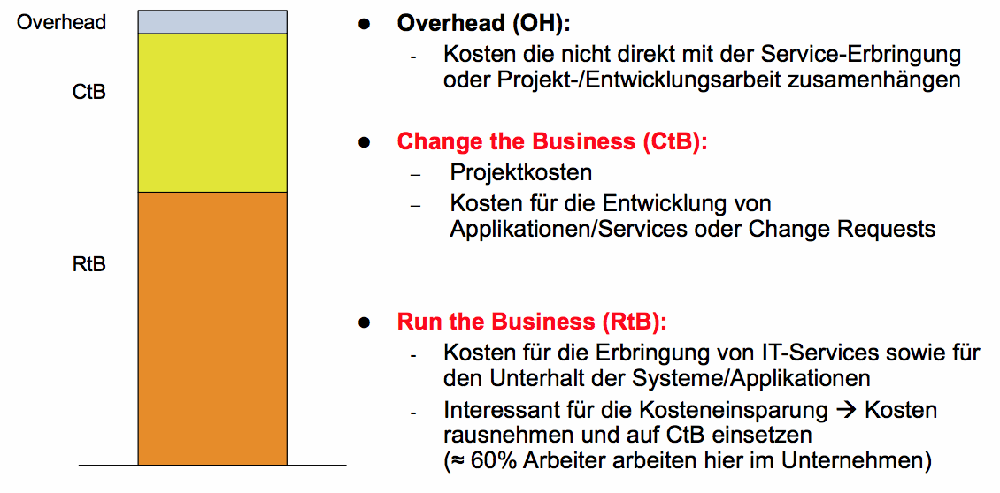 Overhead
CtB
RtB
● Overhead (OH):
- Kosten die nicht direkt mit der Service-Erbringung
oder Projekt-/Entwicklungsarbeit zusamenhängen
● Change the Business (CtB):
– Projektkosten
– Kosten für die Entwicklung von
Applikationen/Services oder Change Requests
● Run the Business (RtB):
- Kosten für die Erbringung von IT-Services sowie für
den Unterhalt der Systeme/Applikationen
- Interessant für die Kosteneinsparung → Kosten
rausnehmen und auf CtB einsetzen
(≈ 60% Arbeiter arbeiten hier im Unternehmen)